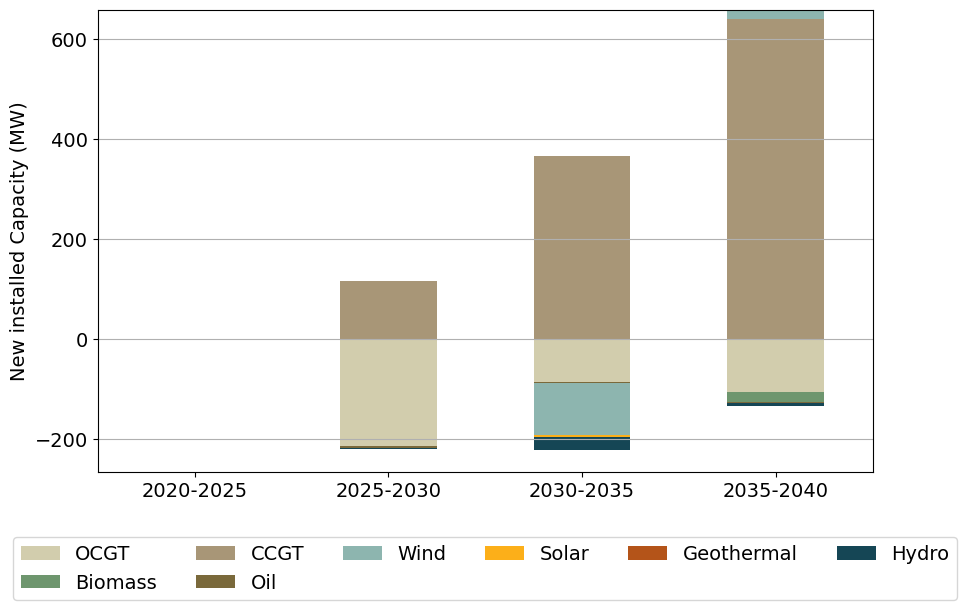 New installed Capacity (MW)
600
400
200
0
−200
2020-2025 2025-2030 2030-2035 2035-2040
OCGT CCGT Wind Solar Geothermal Hydro
Biomass Oil